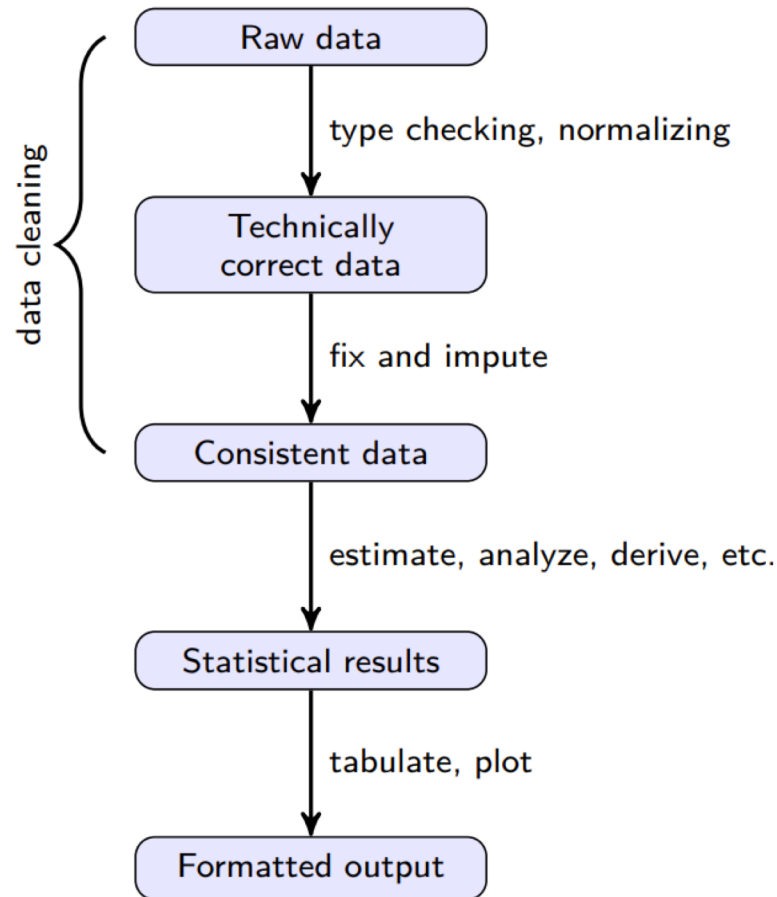 Raw data
type checking, normalizing
data cleaning
Technically
correct data
fix and impute
Consistent data
estimate, analyze, derive, etc.
Statistical results
tabulate, plot
Formatted output